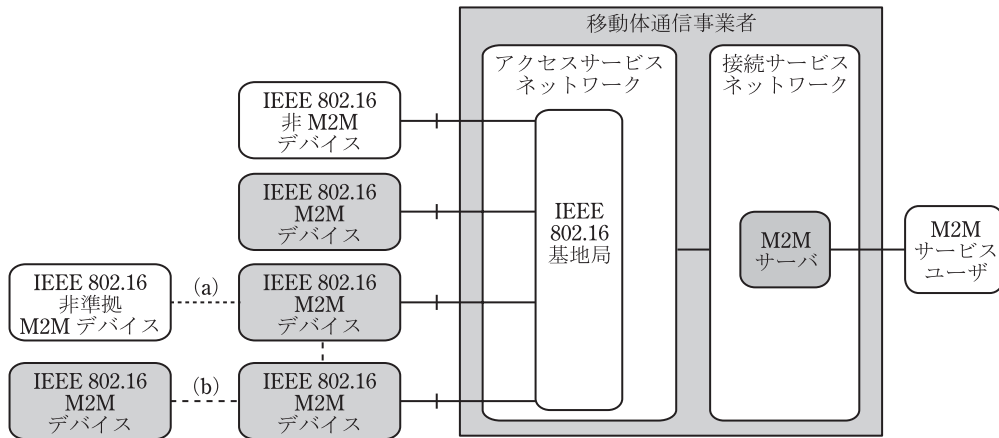 移動体通信事業者
アクセスサービス
ネットワーク
接続サービス
ネットワーク
IEEE 802.16
非 M2M
デバイス
IEEE 802.16
M2M
デバイス
IEEE
802.16
基地局
M2M
サーバ
M2M
サービス
ユーザ
IEEE 802.16
非準拠
M2M デバイス
(a)
IEEE 802.16
M2M
デバイス
IEEE 802.16
M2M
デバイス
(b)
IEEE 802.16
M2M
デバイス